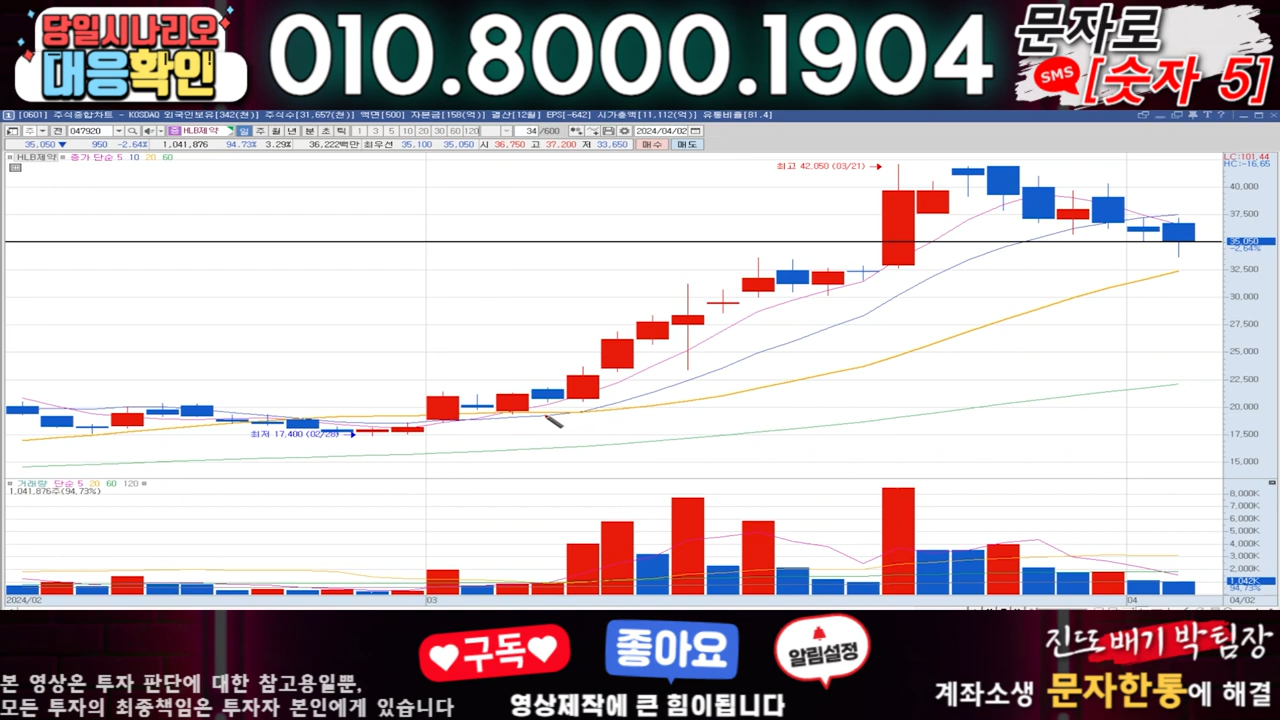 당일시나리오
대응확인
010.8000.1904
문자로
SMS [숫자 5]
[0601] 주식종합차트 - KOSDAQ 외국인보유[342(천)] 주식수[31,657(천)] 액면[500] 자본금[158(억)] 결산[12월] EPS[-642] 시가총액[11,112(억)] 유동비율[81.4]
주 전 047920 HLB제약 일 주 월 년 분 초 틱 1 3 5 10 20 30 60 120 34 /600 2024/04/02
35,050▼ 950 -2.64% 1,041,876 94.73% 3.29% 36,222백만 최우선 35,100 35,050 시 36,750 고 37,200 저 33,650 매수 매도
HLB제약 종가 단순 5 10 20 60
LC:101.44
HC:-16.65
최고 42,050 (03/21)
40,000
37,500
35,050
-2.64%
32,500
30,000
27,500
25,000
22,500
20,000
최저 17,400 (02/28)
17,500
15,000
거래량 단순 5 20 60 120
1,041,876주(94.73%)
8,000K
7,000K
6,000K
5,000K
4,000K
3,000K
2,000K
1,042K
94.73%
2024/02 03 04 04/02
구독 좋아요 알림설정
영상제작에 큰 힘이됩니다
본 영상은 투자 판단에 대한 참고용일뿐,
모든 투자의 최종책임은 투자자 본인에게 있습니다
진또배기 박팀장
계좌소생 문자한통에 해결